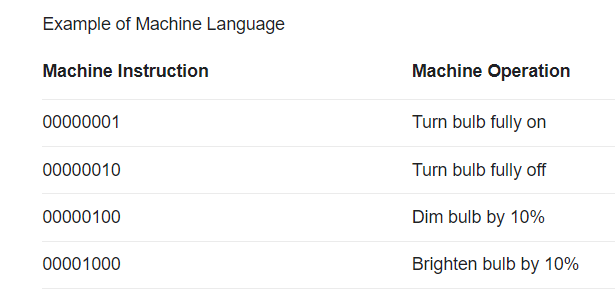 Example of Machine Language
Machine Instruction Machine Operation
00000001 Turn bulb fully on
00000010 Turn bulb fully off
00000100 Dim bulb by 10%
00001000 Brighten bulb by 10%